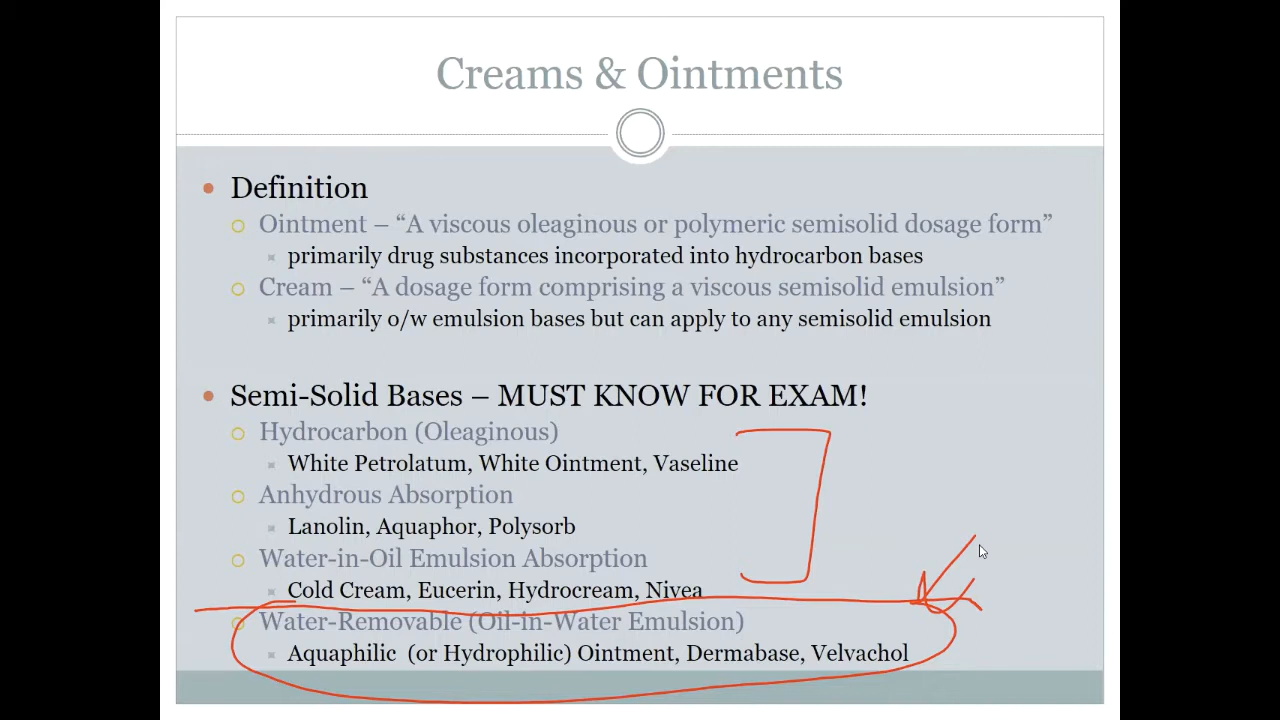 Creams & Ointments
Definition
Ointment – “A viscous oleaginous or polymeric semisolid dosage form”
primarily drug substances incorporated into hydrocarbon bases
Cream – “A dosage form comprising a viscous semisolid emulsion”
primarily o/w emulsion bases but can apply to any semisolid emulsion
Semi-Solid Bases – MUST KNOW FOR EXAM!
Hydrocarbon (Oleaginous)
White Petrolatum, White Ointment, Vaseline
Anhydrous Absorption
Lanolin, Aquaphor, Polysorb
Water-in-Oil Emulsion Absorption
Cold Cream, Eucerin, Hydrocream, Nivea
Water-Removable (Oil-in-Water Emulsion)
Aquaphilic (or Hydrophilic) Ointment, Dermabase, Velvachol